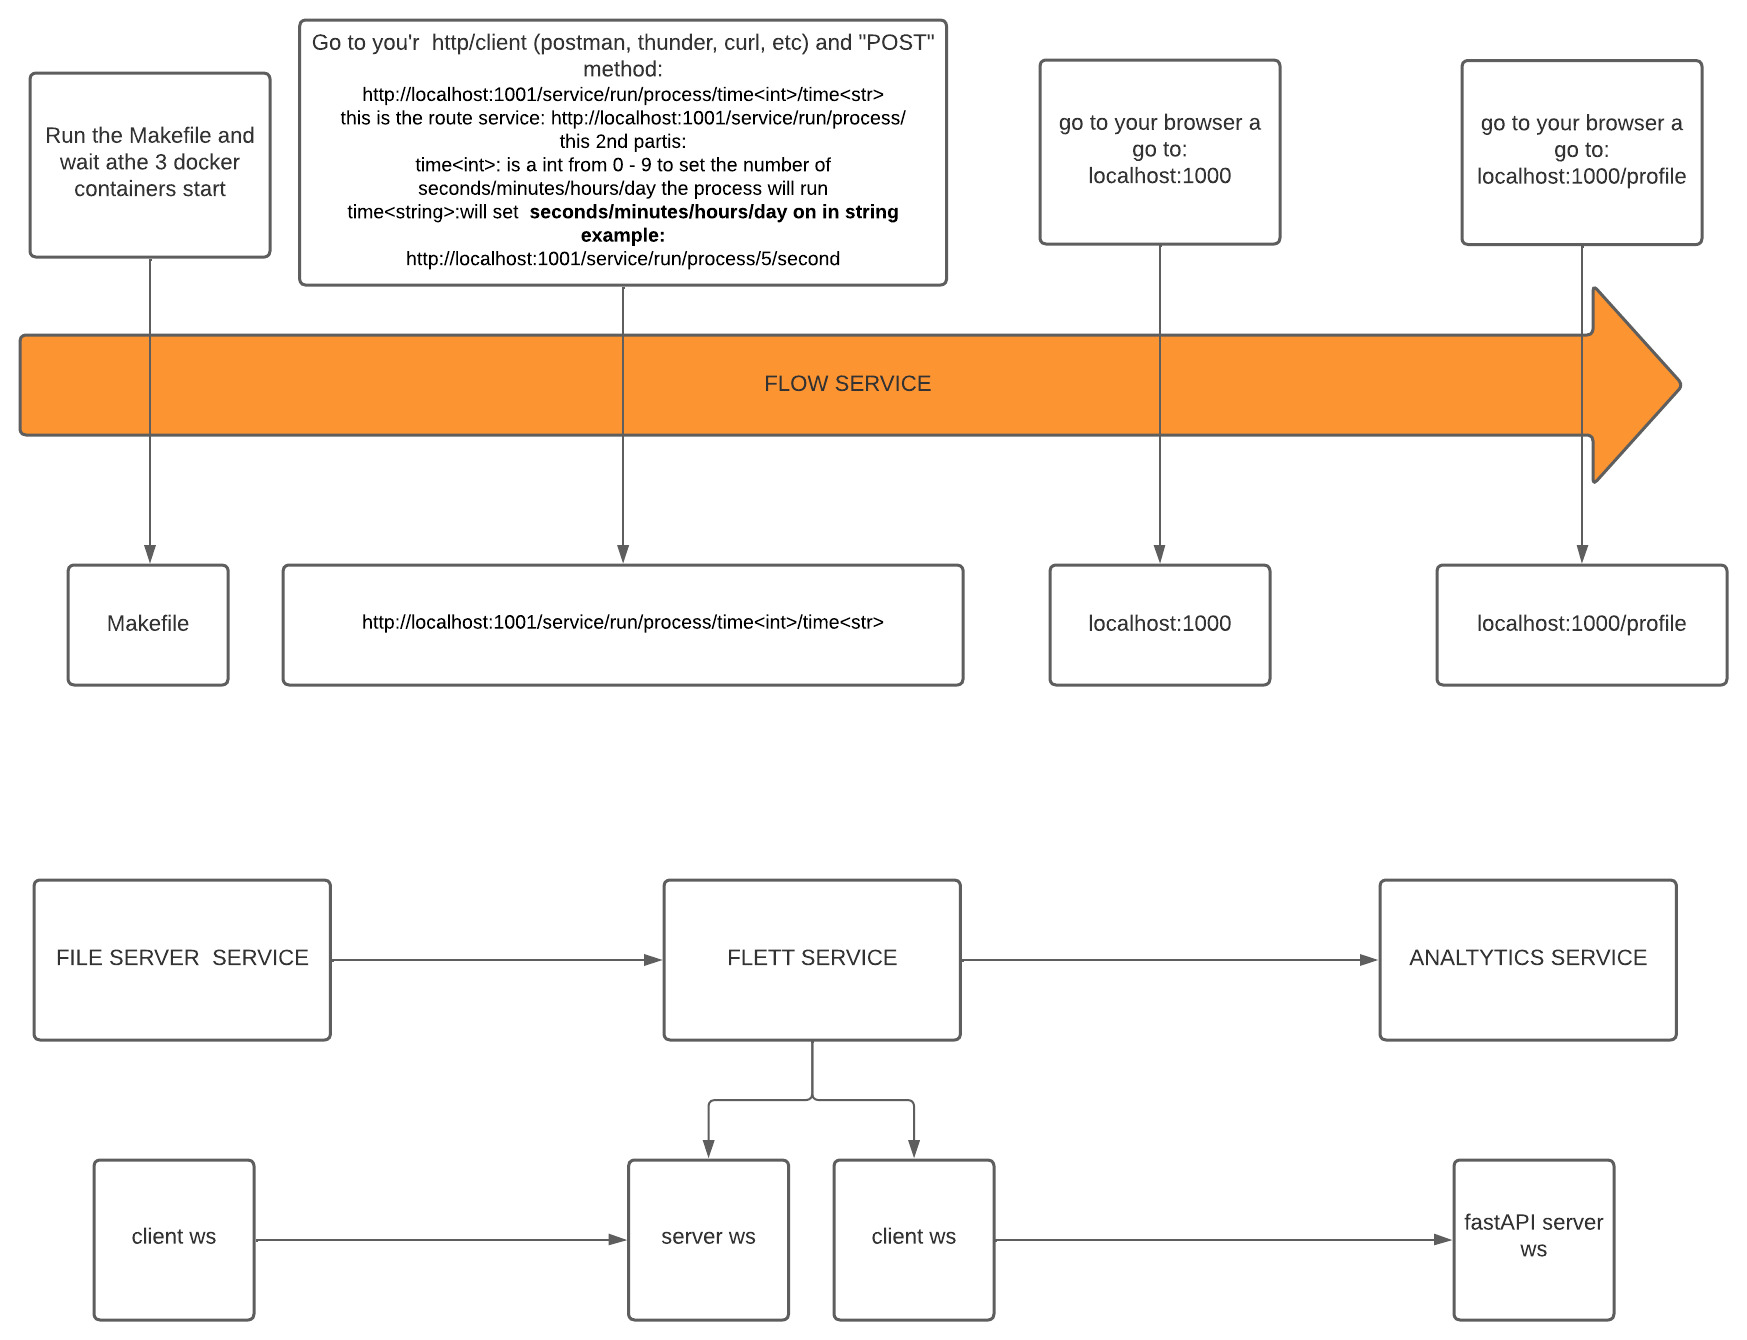 Run the Makefile and
wait athe 3 docker
containers start
Go to you'r  http/client (postman, thunder, curl, etc) and "POST"
method:
http://localhost:1001/service/run/process/time<int>/time<str>
this is the route service: http://localhost:1001/service/run/process/
this 2nd partis:
time<int>: is a int from 0 - 9 to set the number of
seconds/minutes/hours/day the process will run
time<string>:will set  seconds/minutes/hours/day on in string
example:
http://localhost:1001/service/run/process/5/second
go to your browser a
go to:
localhost:1000
go to your browser a
go to:
localhost:1000/profile
FLOW SERVICE
Makefile
http://localhost:1001/service/run/process/time<int>/time<str>
localhost:1000
localhost:1000/profile
FILE SERVER  SERVICE
FLETT SERVICE
ANALTYTICS SERVICE
client ws
server ws
client ws
fastAPI server
ws